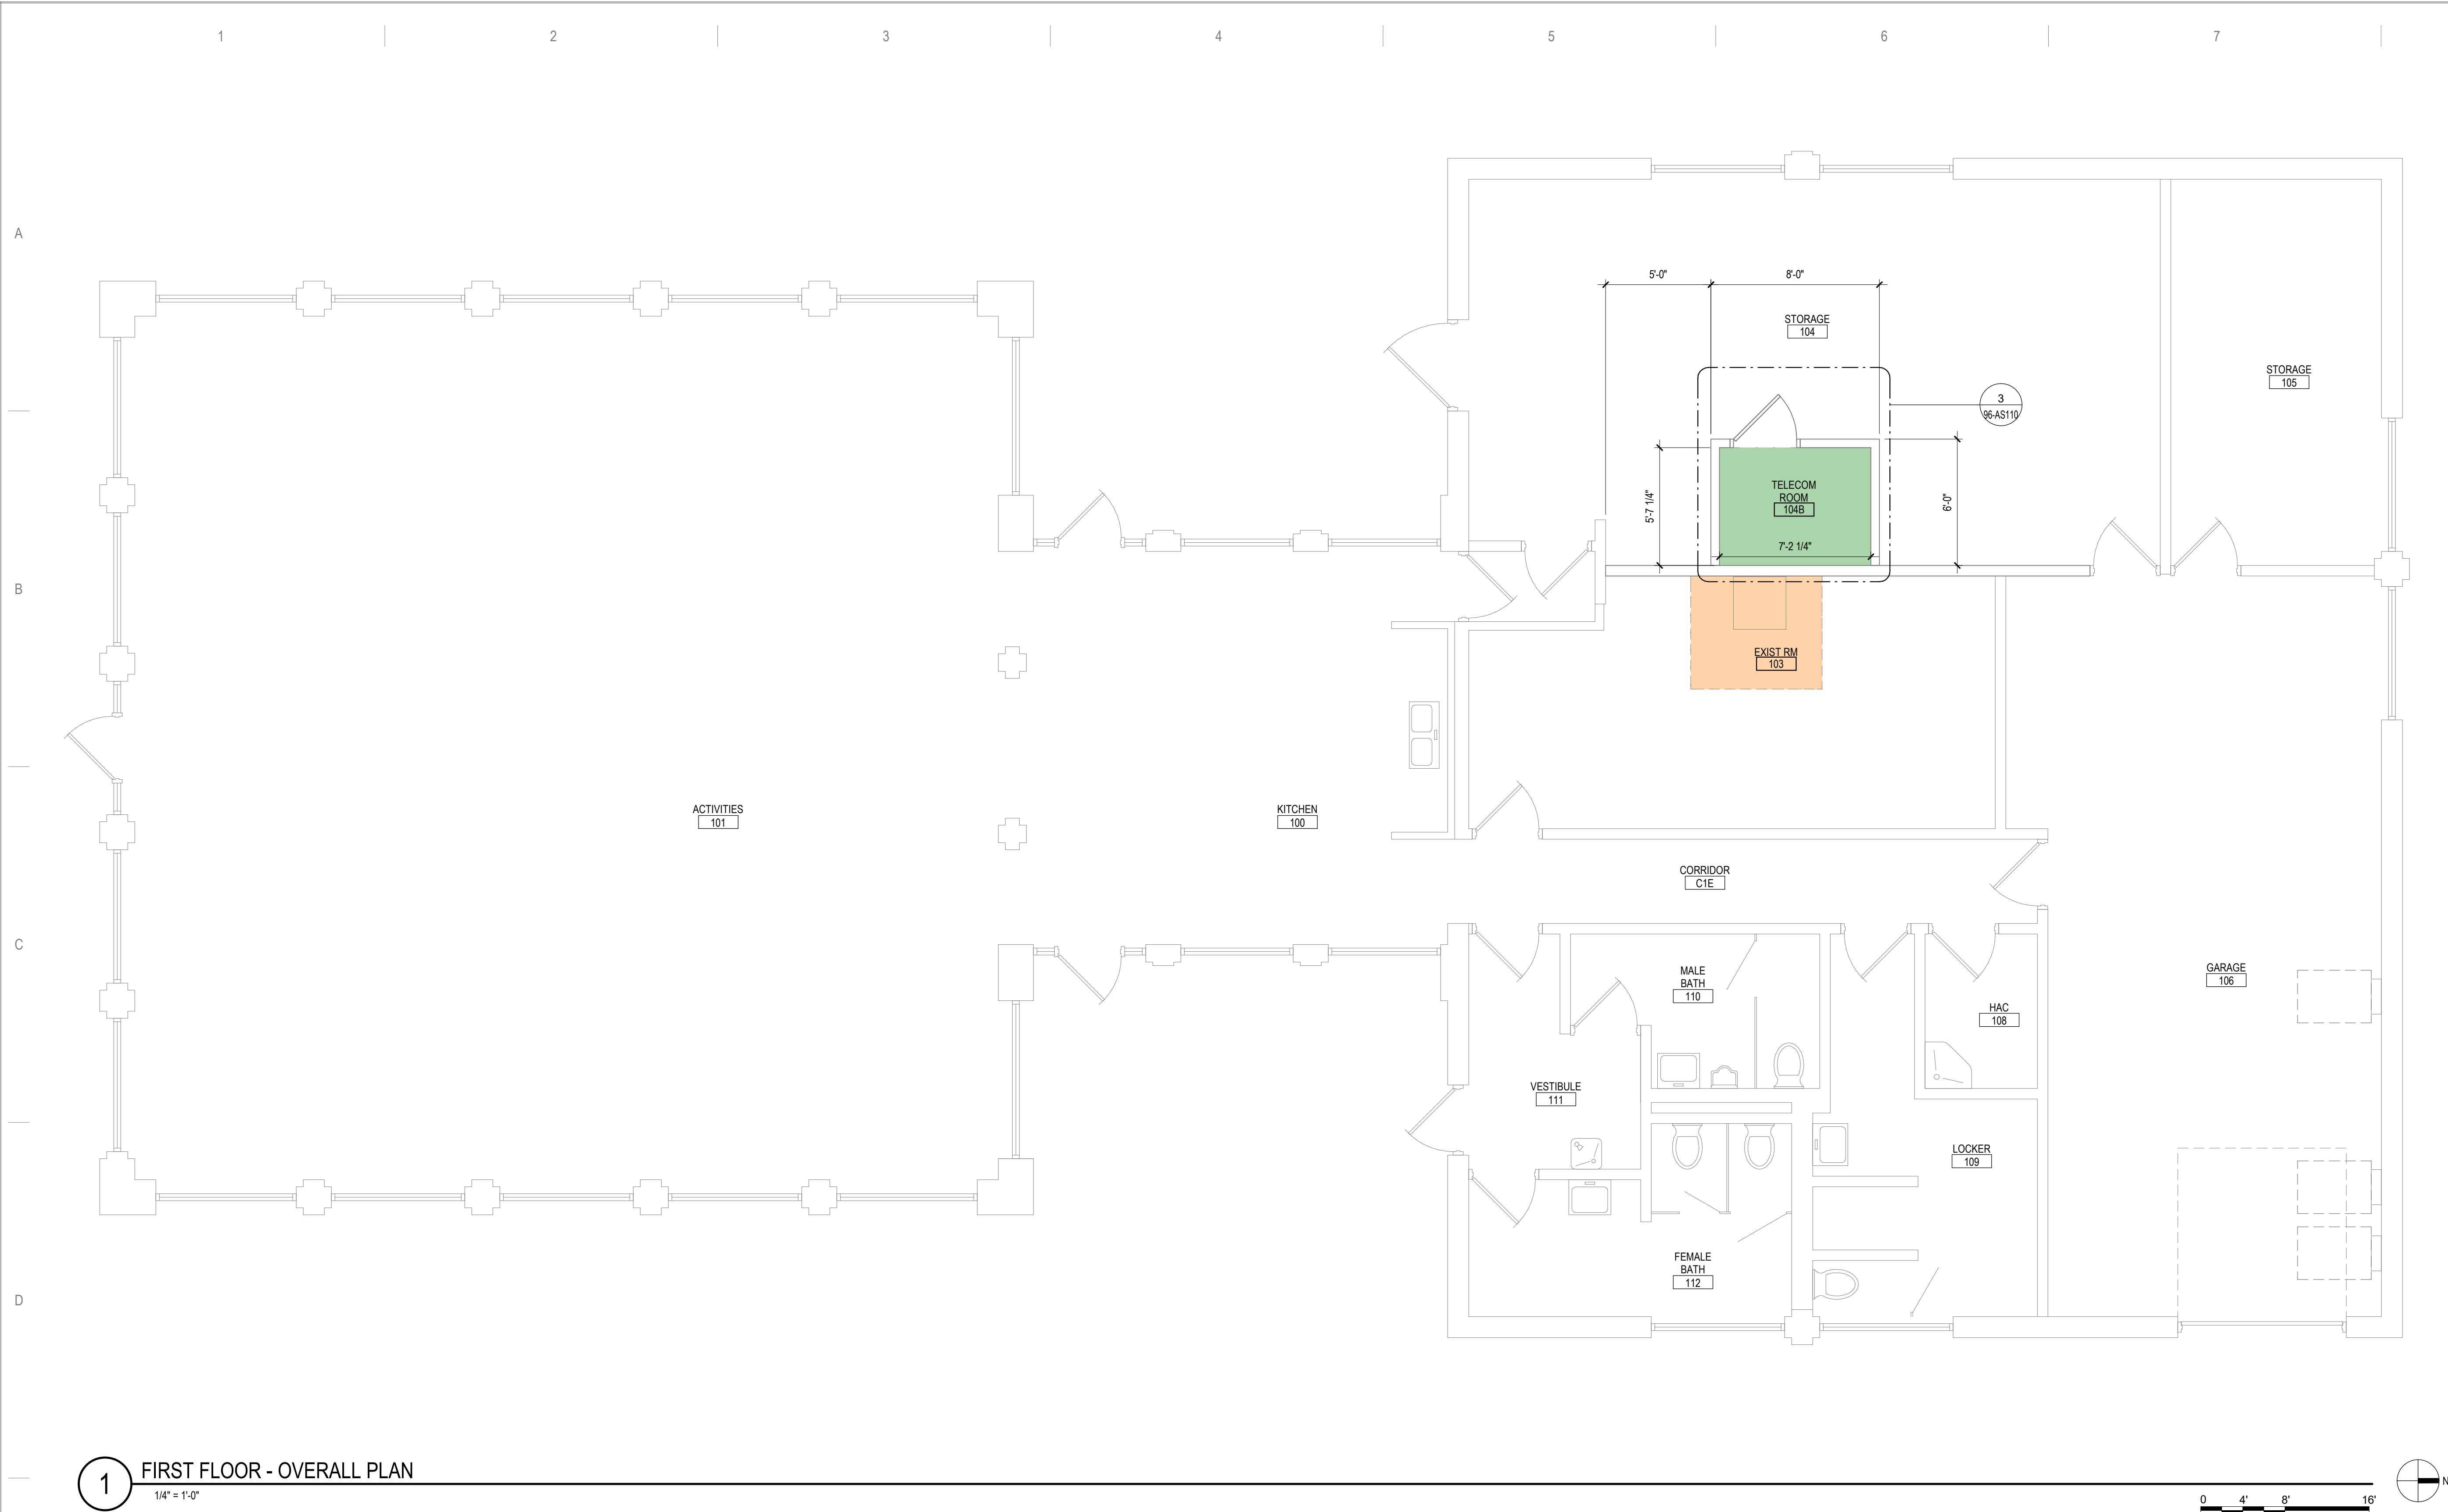 1 2 3 4 5 6 7
A
B
C
D
5'-0" 8'-0"
STORAGE
104
STORAGE
105
3
96-AS110
TELECOM
ROOM
104B
5'-7 1/4"
6'-0"
7'-2 1/4"
EXIST RM
103
ACTIVITIES
101
KITCHEN
100
CORRIDOR
C1E
MALE
BATH
110
GARAGE
106
HAC
108
VESTIBULE
111
LOCKER
109
FEMALE
BATH
112
1 FIRST FLOOR - OVERALL PLAN
1/4" = 1'-0"
N
0 4' 8' 16'